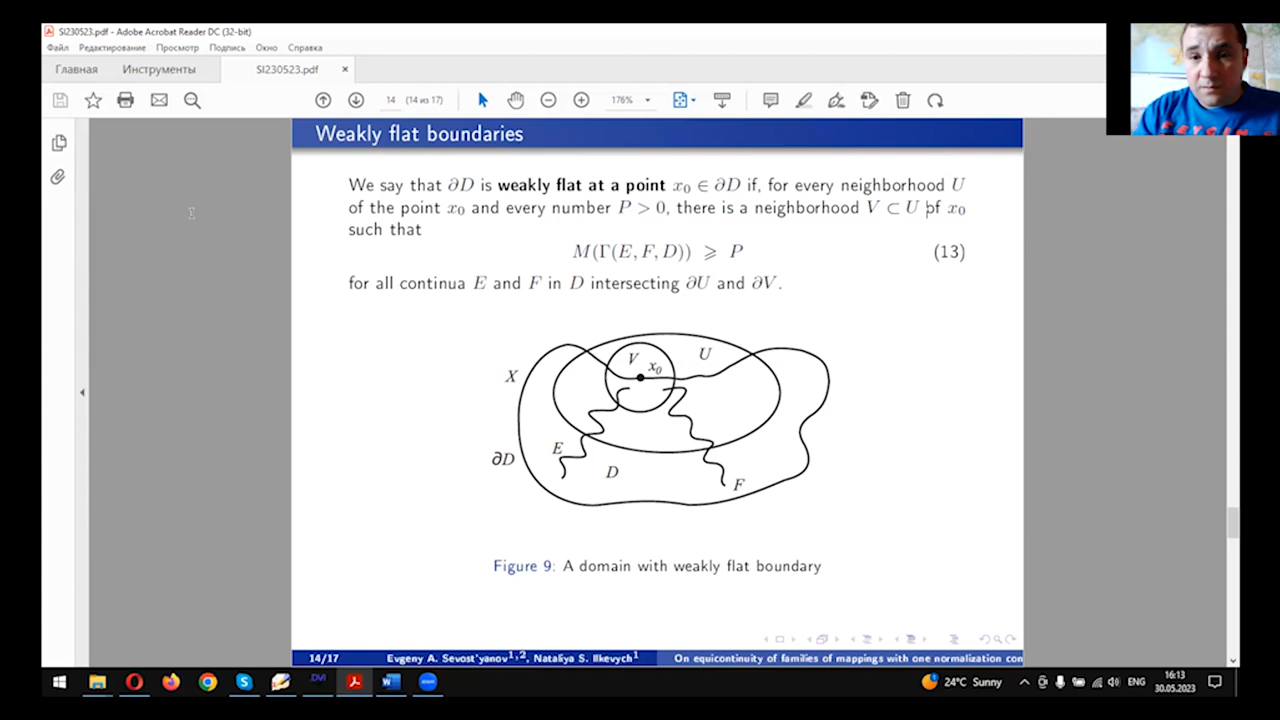 SI230523.pdf - Adobe Acrobat Reader DC (32-bit)
Файл Редактирование Просмотр Подпись Окно Справка
Главная Инструменты SI230523.pdf ×
14 (14 из 17) 176%
Weakly flat boundaries
We say that ∂D is weakly flat at a point x₀ ∈ ∂D if, for every neighborhood U
of the point x₀ and every number P > 0, there is a neighborhood V ⊂ U of x₀
such that
M(Γ(E, F, D)) ⩾ P (13)
for all continua E and F in D intersecting ∂U and ∂V.
V x₀ U
X
E
∂D D F
Figure 9: A domain with weakly flat boundary
14/17 Evgeny A. Sevost'yanov¹,², Nataliya S. Ilkevych¹ On equicontinuity of families of mappings with one normalization con
.DVI zoom 24°C Sunny ENG 16:13
30.05.2023